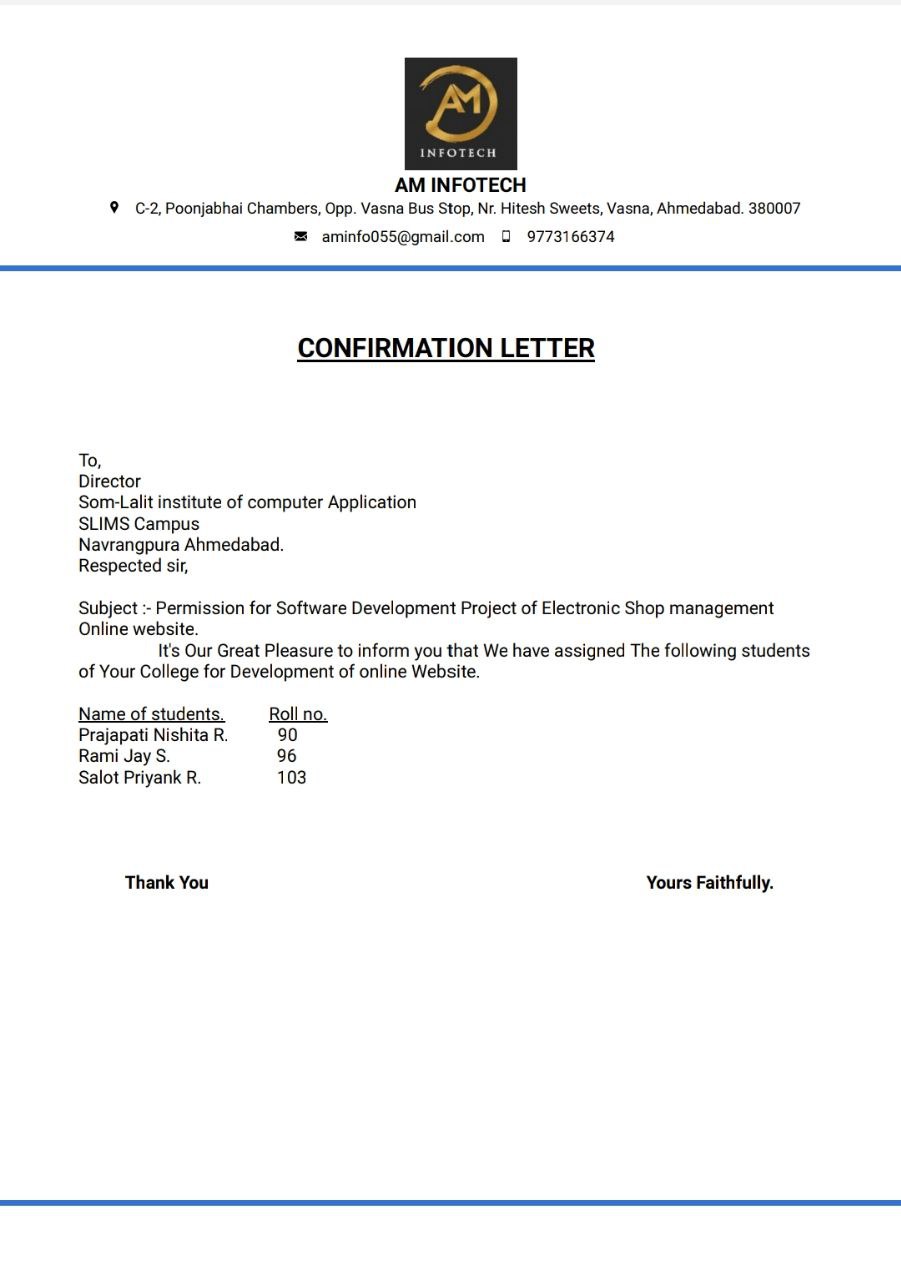 AM
INFOTECH
AM INFOTECH
C-2, Poonjabhai Chambers, Opp. Vasna Bus Stop, Nr. Hitesh Sweets, Vasna, Ahmedabad. 380007
aminfo055@gmail.com 9773166374
CONFIRMATION LETTER
To,
Director
Som-Lalit institute of computer Application
SLIMS Campus
Navrangpura Ahmedabad.
Respected sir,
Subject :- Permission for Software Development Project of Electronic Shop management
Online website.
It's Our Great Pleasure to inform you that We have assigned The following students
of Your College for Development of online Website.
Name of students. Roll no.
Prajapati Nishita R. 90
Rami Jay S. 96
Salot Priyank R. 103
Thank You Yours Faithfully.